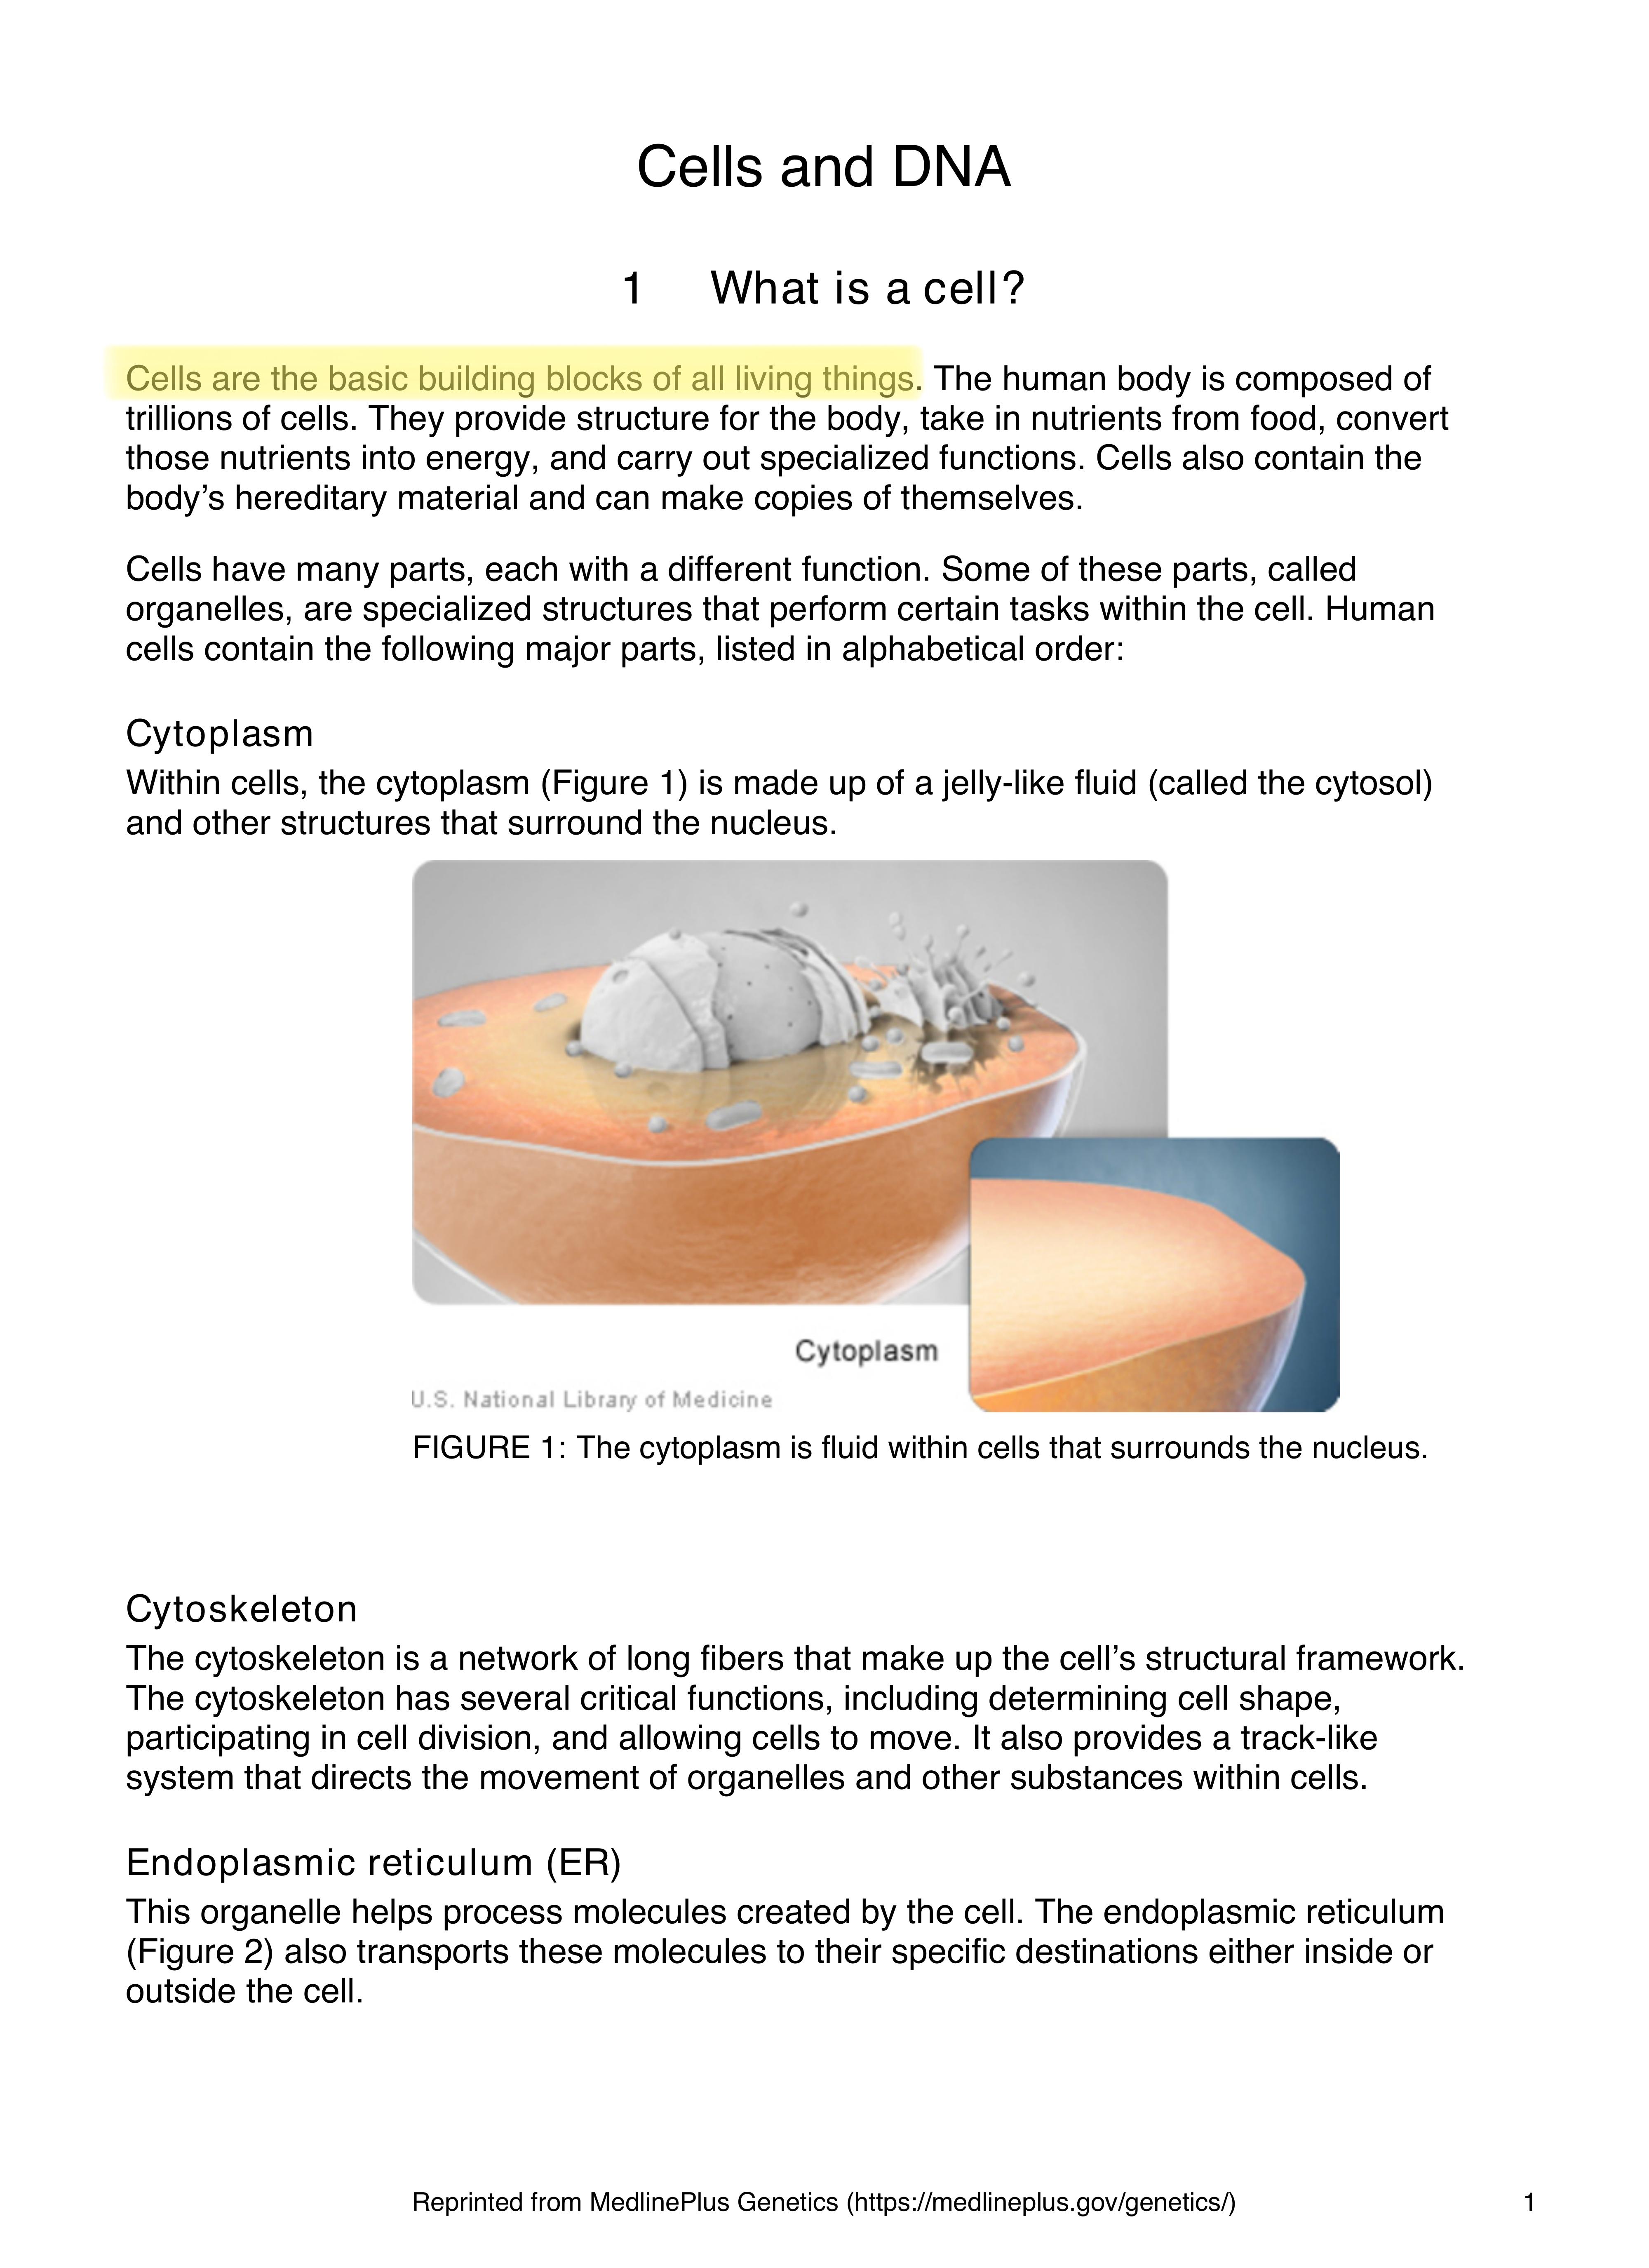 Cells and DNA
1 What is a cell?
Cells are the basic building blocks of all living things. The human body is composed of
trillions of cells. They provide structure for the body, take in nutrients from food, convert
those nutrients into energy, and carry out specialized functions. Cells also contain the
body’s hereditary material and can make copies of themselves.
Cells have many parts, each with a different function. Some of these parts, called
organelles, are specialized structures that perform certain tasks within the cell. Human
cells contain the following major parts, listed in alphabetical order:
Cytoplasm
Within cells, the cytoplasm (Figure 1) is made up of a jelly-like fluid (called the cytosol)
and other structures that surround the nucleus.
Cytoplasm
U.S. National Library of Medicine
FIGURE 1: The cytoplasm is fluid within cells that surrounds the nucleus.
Cytoskeleton
The cytoskeleton is a network of long fibers that make up the cell’s structural framework.
The cytoskeleton has several critical functions, including determining cell shape,
participating in cell division, and allowing cells to move. It also provides a track-like
system that directs the movement of organelles and other substances within cells.
Endoplasmic reticulum (ER)
This organelle helps process molecules created by the cell. The endoplasmic reticulum
(Figure 2) also transports these molecules to their specific destinations either inside or
outside the cell.
Reprinted from MedlinePlus Genetics (https://medlineplus.gov/genetics/) 1